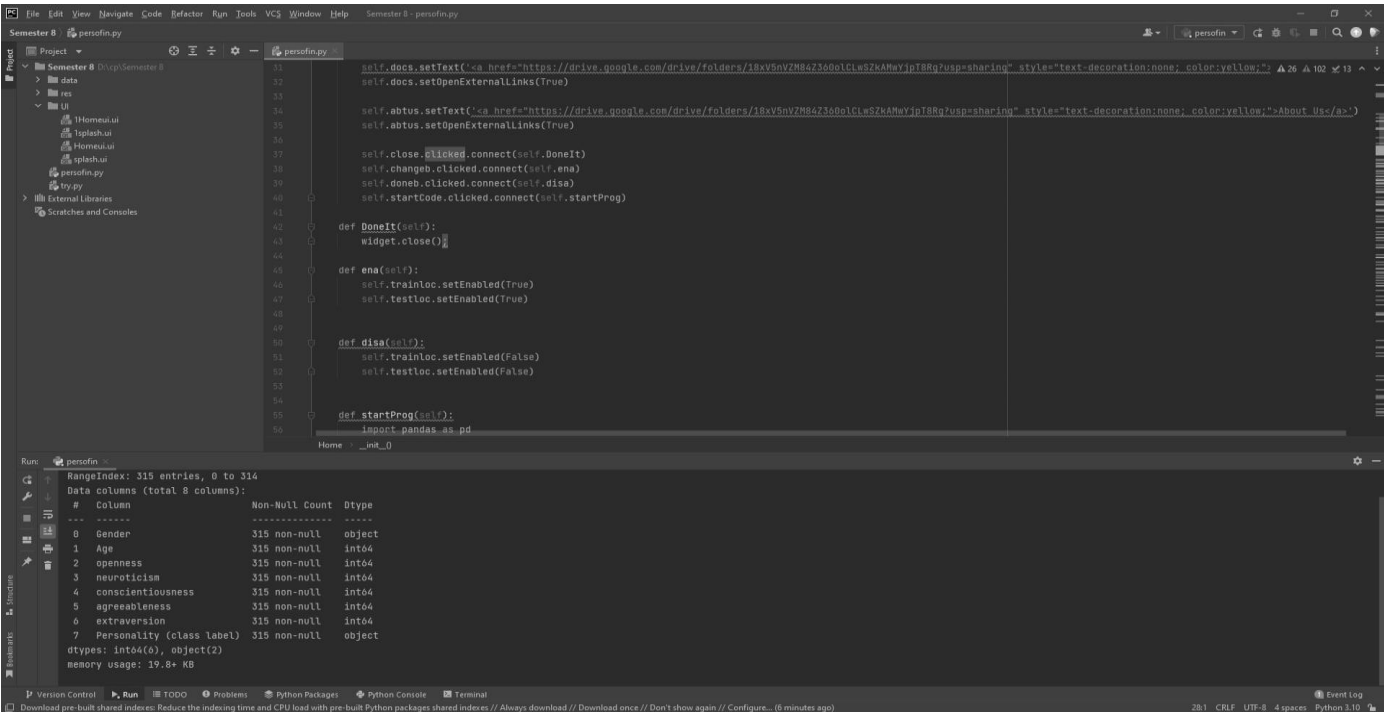 PC File Edit View Navigate Code Refactor Run Tools VCS Window Help Semester 8 - persofin.py
Semester 8 persofin.py persofin
Project persofin.py
Semester 8 D:\cp\Semester 8
data
res
UI
1Homeui.ui
1splash.ui
Homeui.ui
splash.ui
persofin.py
try.py
External Libraries
Scratches and Consoles
26 102 13
31 self.docs.setText('<a href="https://drive.google.com/drive/folders/18xV5nVZM84Z360olCLwSZkAMwYjpT8Rg?usp=sharing" style="text-decoration:none; color:yellow;">
32 self.docs.setOpenExternalLinks(True)
33
34 self.abtus.setText('<a href="https://drive.google.com/drive/folders/18xV5nVZM84Z360olCLwSZkAMwYjpT8Rg?usp=sharing" style="text-decoration:none; color:yellow;">About Us</a>')
35 self.abtus.setOpenExternalLinks(True)
36
37 self.close.clicked.connect(self.DoneIt)
38 self.changeb.clicked.connect(self.ena)
39 self.doneb.clicked.connect(self.disa)
40 self.startCode.clicked.connect(self.startProg)
41
42 def DoneIt(self):
43 widget.close();
44
45 def ena(self):
46 self.trainloc.setEnabled(True)
47 self.testloc.setEnabled(True)
48
49
50 def disa(self):
51 self.trainloc.setEnabled(False)
52 self.testloc.setEnabled(False)
53
54
55 def startProg(self):
56 import pandas as pd
Home __init__()
Run: persofin
RangeIndex: 315 entries, 0 to 314
Data columns (total 8 columns):
# Column Non-Null Count Dtype
--- ------ -------------- -----
0 Gender 315 non-null object
1 Age 315 non-null int64
2 openness 315 non-null int64
3 neuroticism 315 non-null int64
4 conscientiousness 315 non-null int64
5 agreeableness 315 non-null int64
6 extraversion 315 non-null int64
7 Personality (class label) 315 non-null object
dtypes: int64(6), object(2)
memory usage: 19.8+ KB
Structure
Bookmarks
Version Control Run TODO Problems Python Packages Python Console Terminal 1 Event Log
Download pre-built shared indexes: Reduce the indexing time and CPU load with pre-built Python packages shared indexes // Always download // Download once // Don't show again // Configure... (6 minutes ago) 28:1 CRLF UTF-8 4 spaces Python 3.10